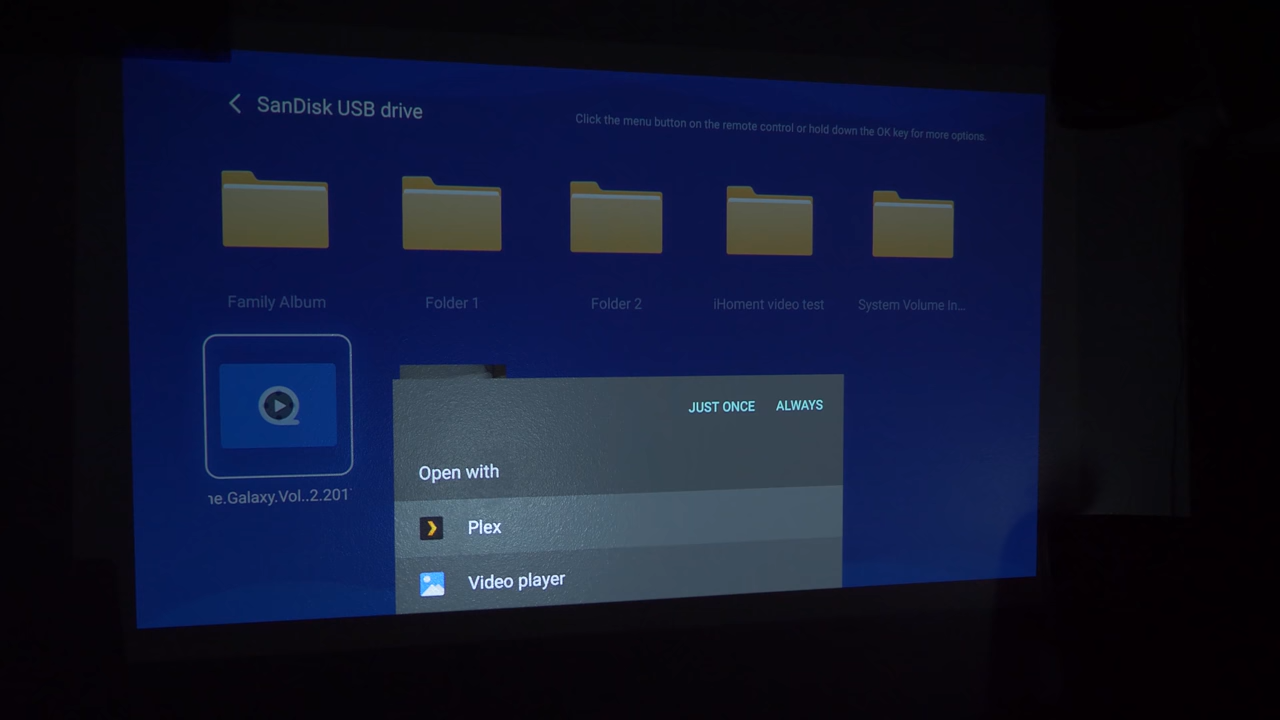 SanDisk USB drive
Click the menu button on the remote control or hold down the OK key for more options.
Family Album
Folder 1
Folder 2
iHoment video test
System Volume In...
ne.Galaxy.Vol..2.201
JUST ONCE
ALWAYS
Open with
Plex
Video player